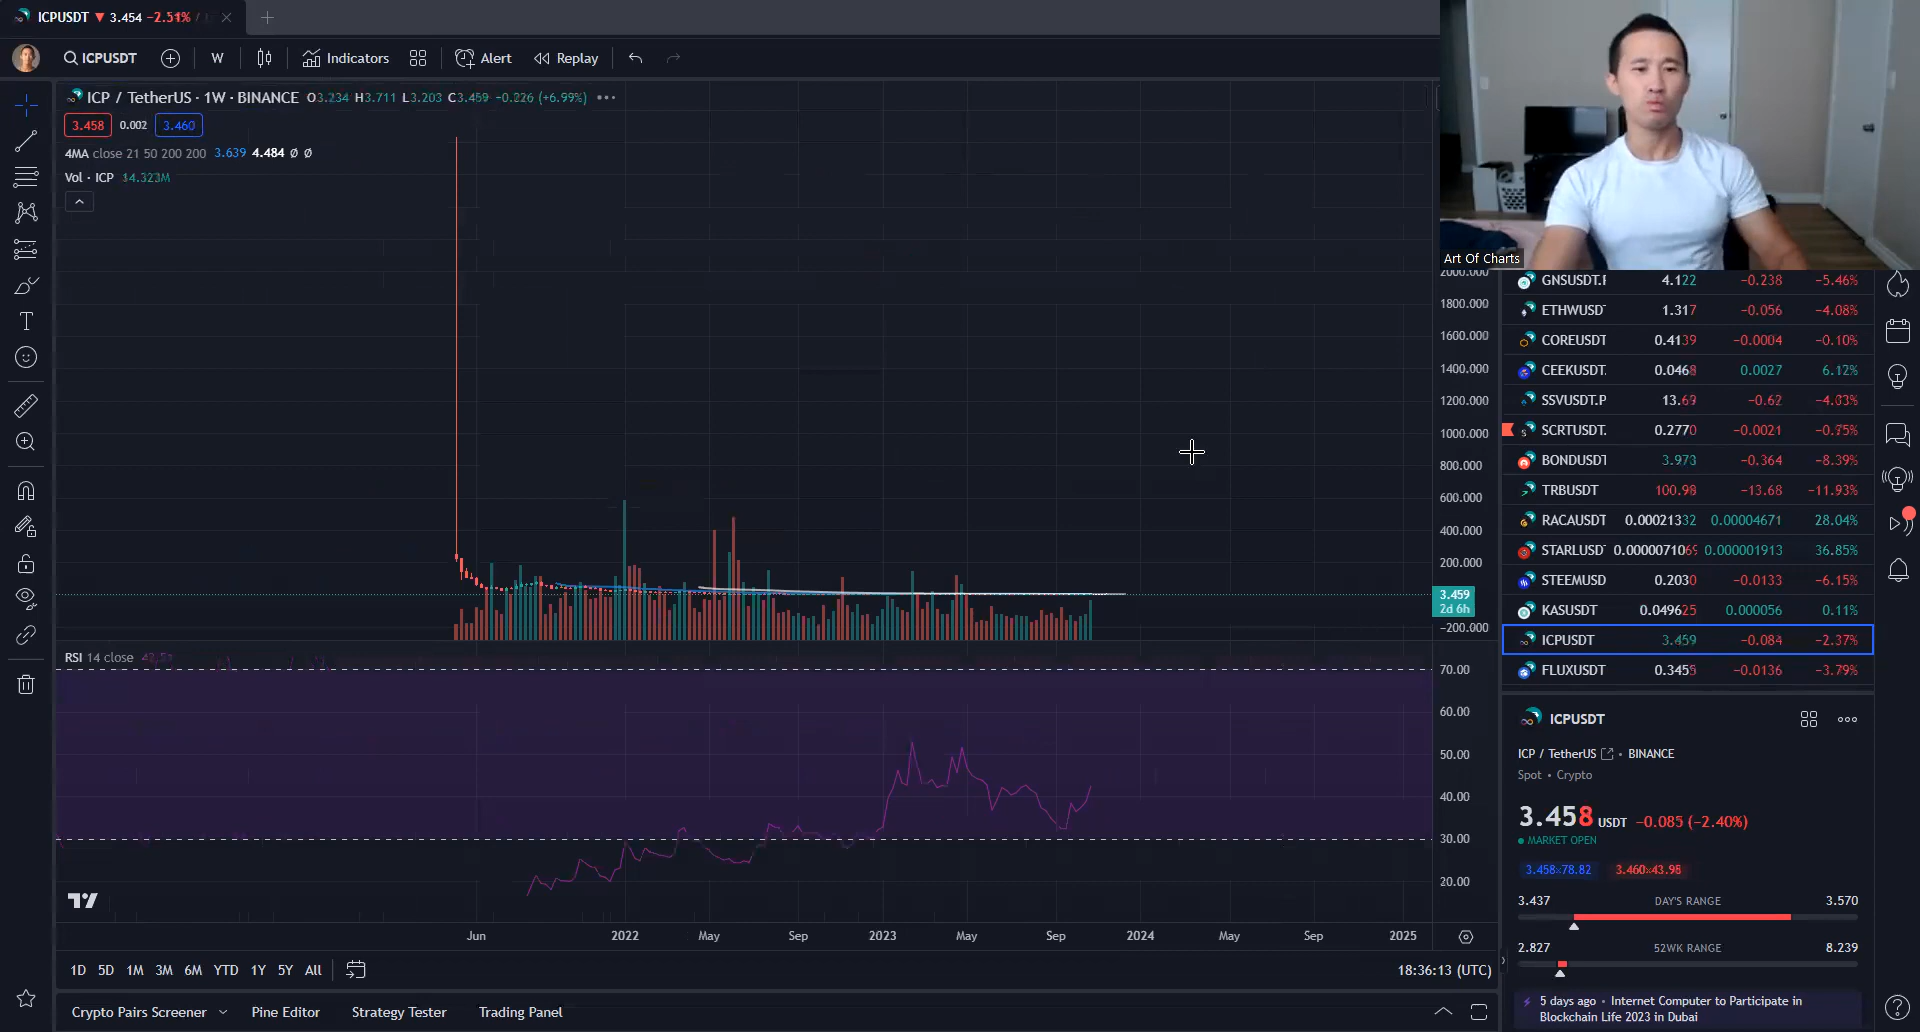 ICPUSDT ▼ 3.454 −2.51% /
ICPUSDT W Indicators Alert Replay
ICP / TetherUS · 1W · BINANCE O3.234 H3.711 L3.203 C3.459 −0.226 (+6.99%)
3.458 0.002 3.460
4MA close 21 50 200 200 3.639 4.484 ∅ ∅
Vol · ICP 14.323M
Art Of Charts
2000.000
1800.000
1600.000
1400.000
1200.000
1000.000
800.000
600.000
400.000
200.000
3.459
2d 6h
−200.000
RSI 14 close
70.00
60.00
50.00
40.00
30.00
20.00
Jun 2022 May Sep 2023 May Sep 2024 May Sep 2025
1D 5D 1M 3M 6M YTD 1Y 5Y All
18:36:13 (UTC)
Crypto Pairs Screener Pine Editor Strategy Tester Trading Panel
GNSUSDT.F 4.122 −0.238 −5.46%
ETHWUSD 1.317 −0.056 −4.08%
COREUSDT 0.4139 −0.0004 −0.10%
CEEKUSDT. 0.0468 0.0027 6.12%
SSVUSDT.P 13.69 −0.62 −4.03%
SCRTUSDT. 0.2770 −0.0021 −0.75%
BONDUSDT 3.973 −0.364 −8.39%
TRBUSDT 100.98 −13.68 −11.93%
RACAUSDT 0.00021332 0.00004671 28.04%
STARLUSD 0.000007106 0.000001913 36.85%
STEEMUSD 0.2030 −0.0133 −6.15%
KASUSDT 0.049625 0.000056 0.11%
ICPUSDT 3.459 −0.084 −2.37%
FLUXUSDT 0.3455 −0.0136 −3.79%
ICPUSDT
ICP / TetherUS • BINANCE
Spot • Crypto
3.458 USDT −0.085 (−2.40%)
MARKET OPEN
3.458×78.82 3.460×43.98
3.437 DAY'S RANGE 3.570
2.827 52WK RANGE 8.239
5 days ago • Internet Computer to Participate in
Blockchain Life 2023 in Dubai